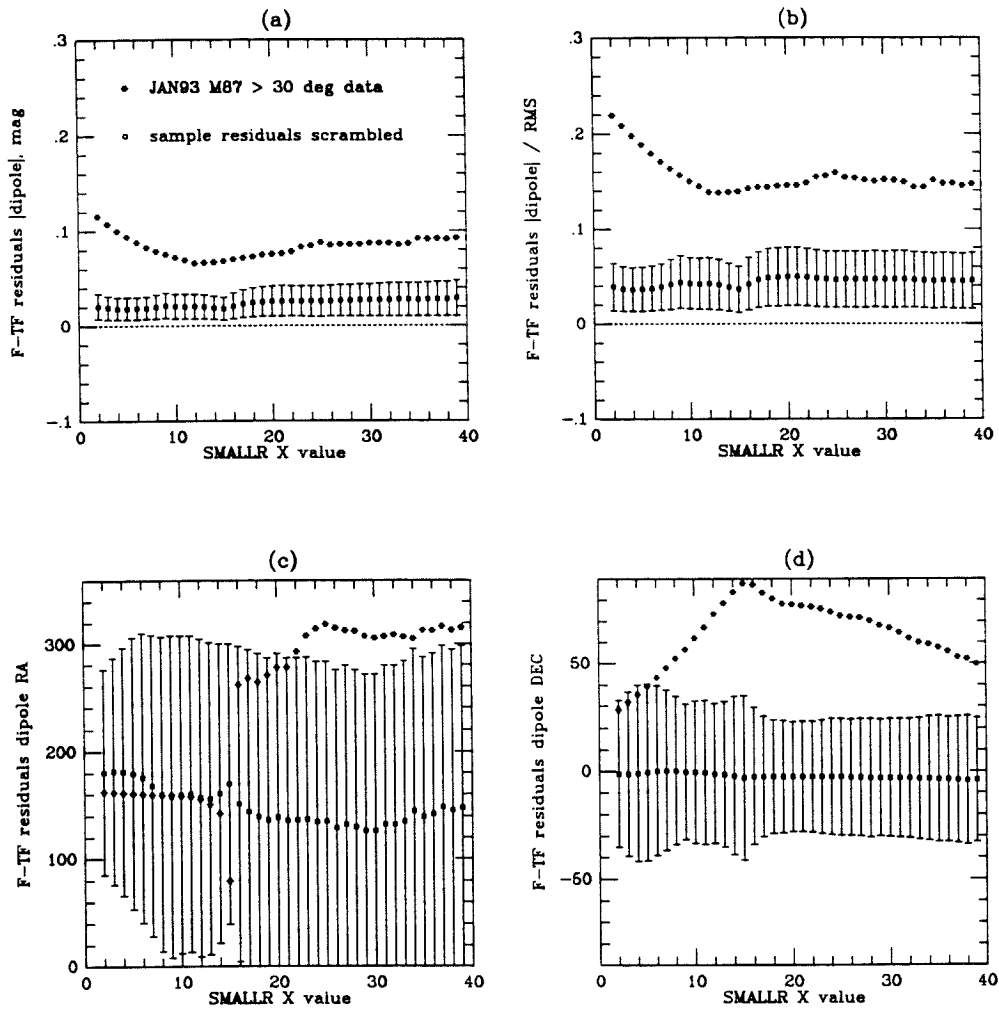 (a)
.3
.2
.1
0
-.1
0
10
20
30
40
F-TF residuals |dipole|, mag
SMALLR X value
JAN93 M87 > 30 deg data
sample residuals scrambled
(b)
.3
.2
.1
0
-.1
0
10
20
30
40
F-TF residuals |dipole| / RMS
SMALLR X value
(c)
300
200
100
0
0
10
20
30
40
F-TF residuals dipole RA
SMALLR X value
(d)
50
0
-50
0
10
20
30
40
F-TF residuals dipole DEC
SMALLR X value